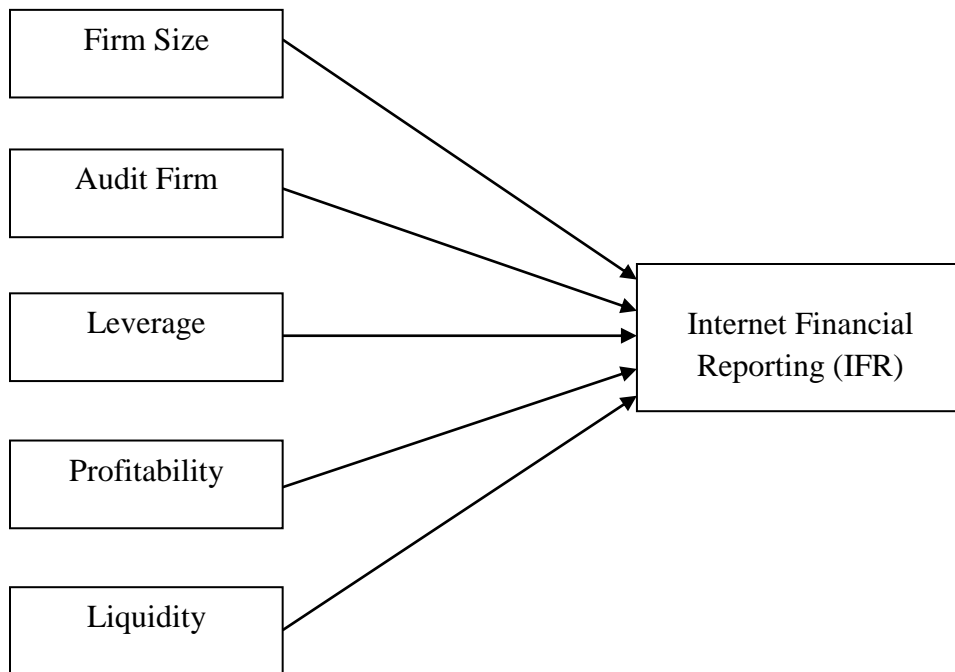 Firm Size
Audit Firm
Leverage
Internet Financial
Reporting (IFR)
Profitability
Liquidity